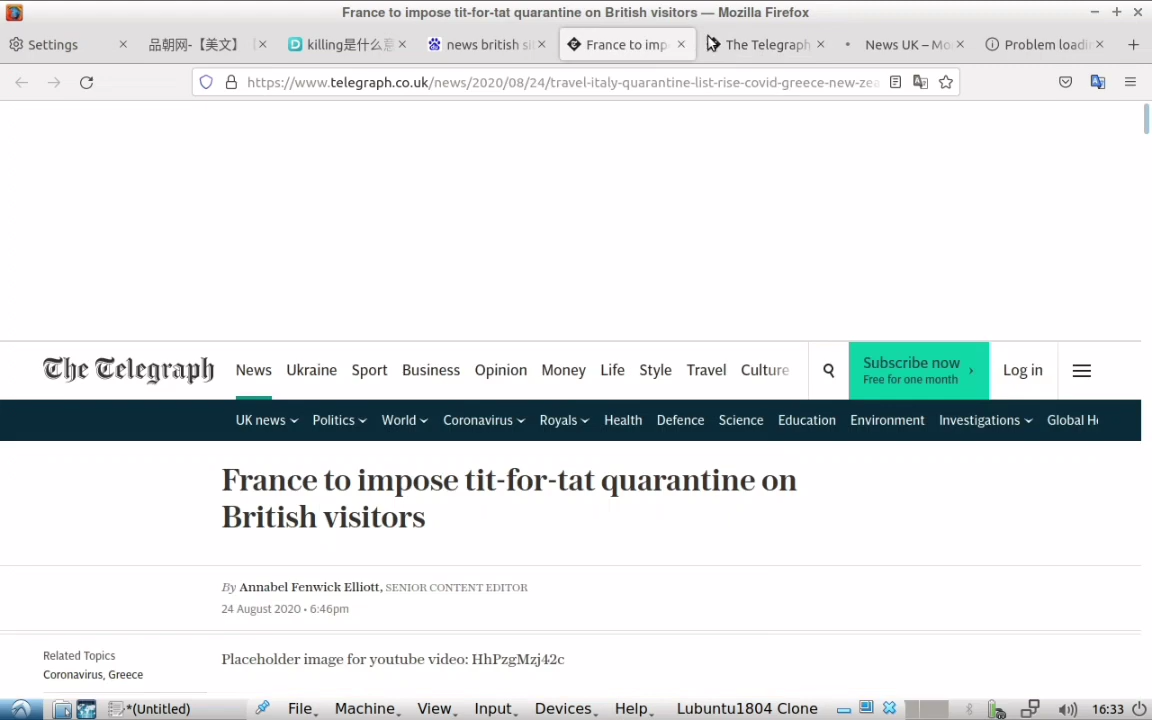 France to impose tit-for-tat quarantine on British visitors — Mozilla Firefox
Settings
品朝网-【美文】
killing是什么意
news british si
France to imp
The Telegraph
News UK – Mo
Problem loadi
https://www.telegraph.co.uk/news/2020/08/24/travel-italy-quarantine-list-rise-covid-greece-new-zea
The Telegraph
News
Ukraine
Sport
Business
Opinion
Money
Life
Style
Travel
Culture
Subscribe now
Free for one month
Log in
UK news
Politics
World
Coronavirus
Royals
Health
Defence
Science
Education
Environment
Investigations
Global He
France to impose tit-for-tat quarantine on
British visitors
By Annabel Fenwick Elliott, SENIOR CONTENT EDITOR
24 August 2020 • 6:46pm
Related Topics
Coronavirus, Greece
Placeholder image for youtube video: HhPzgMzj42c
*(Untitled)
File
Machine
View
Input
Devices
Help
Lubuntu1804 Clone
16:33